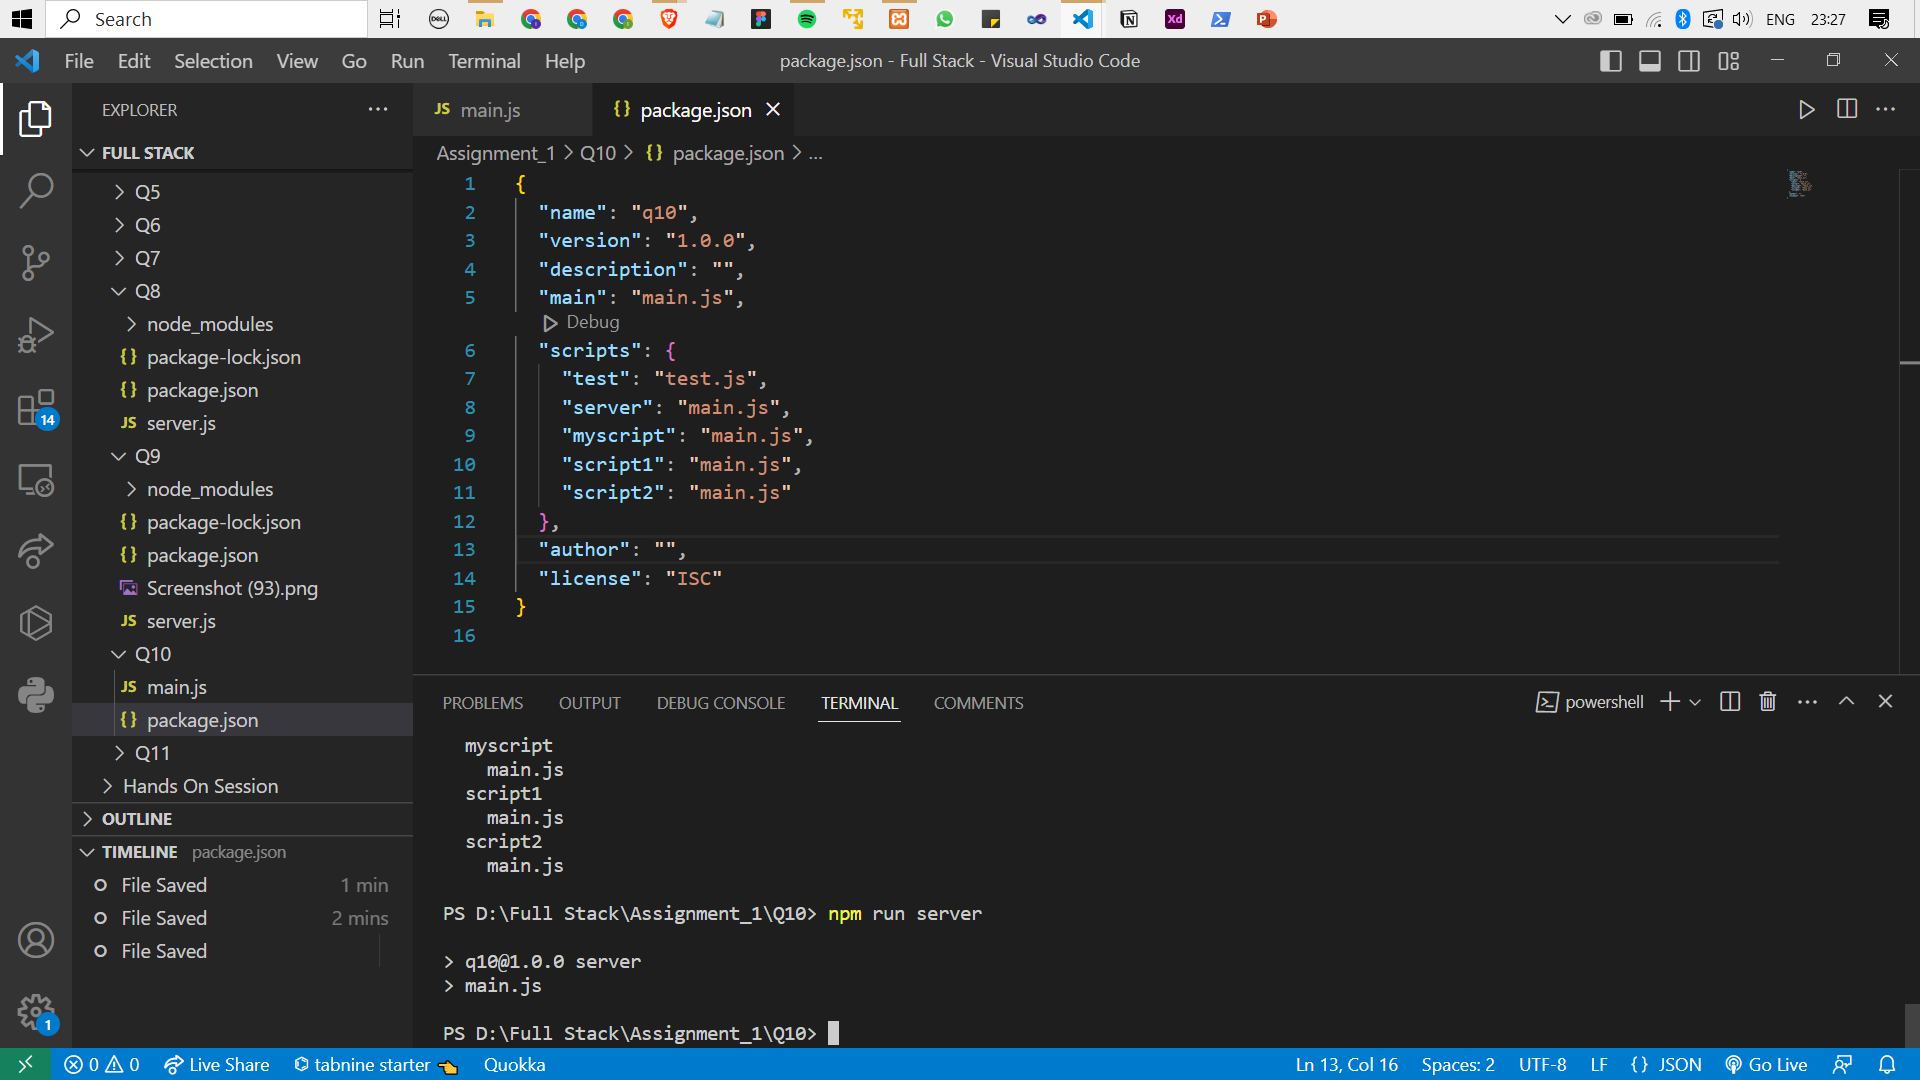 Search
DELL
Xd
ENG
23:27
File Edit Selection View Go Run Terminal Help
package.json - Full Stack - Visual Studio Code
EXPLORER
FULL STACK
Q5
Q6
Q7
Q8
node_modules
{} package-lock.json
{} package.json
JS server.js
Q9
node_modules
{} package-lock.json
{} package.json
Screenshot (93).png
JS server.js
Q10
JS main.js
{} package.json
Q11
Hands On Session
OUTLINE
TIMELINE package.json
File Saved 1 min
File Saved 2 mins
File Saved
14
1
JS main.js
{} package.json
Assignment_1 > Q10 > {} package.json > ...
1 {
2 "name": "q10",
3 "version": "1.0.0",
4 "description": "",
5 "main": "main.js",
Debug
6 "scripts": {
7 "test": "test.js",
8 "server": "main.js",
9 "myscript": "main.js",
10 "script1": "main.js",
11 "script2": "main.js"
12 },
13 "author": "",
14 "license": "ISC"
15 }
16
PROBLEMS OUTPUT DEBUG CONSOLE TERMINAL COMMENTS
powershell
myscript
main.js
script1
main.js
script2
main.js
PS D:\Full Stack\Assignment_1\Q10> npm run server
> q10@1.0.0 server
> main.js
PS D:\Full Stack\Assignment_1\Q10>
0 0 Live Share tabnine starter Quokka
Ln 13, Col 16 Spaces: 2 UTF-8 LF {} JSON Go Live